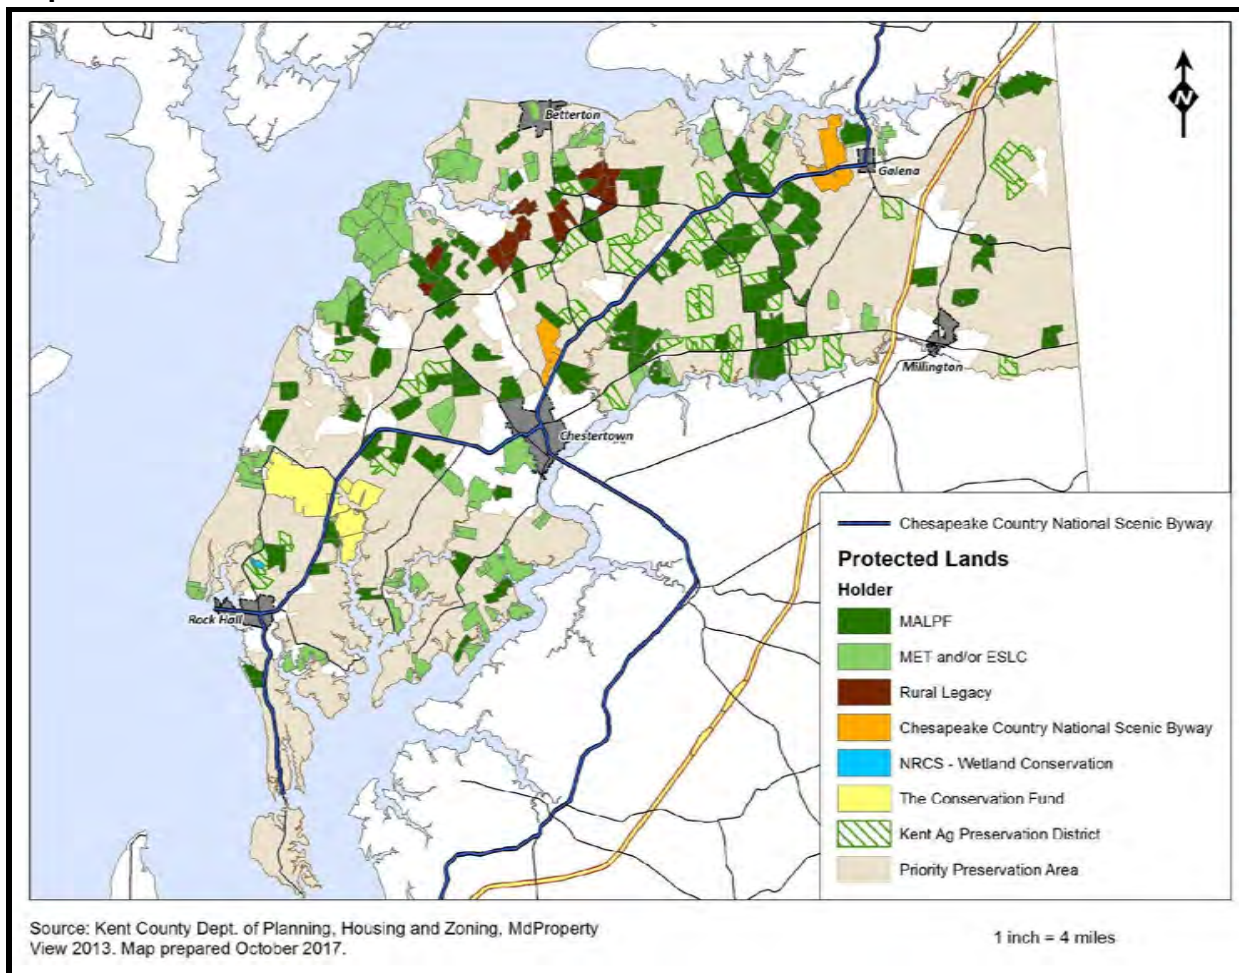 Betterton
N
Galena
Millington
Chestertown
Rock Hall
Chesapeake Country National Scenic Byway
Protected Lands
Holder
MALPF
MET and/or ESLC
Rural Legacy
Chesapeake Country National Scenic Byway
NRCS - Wetland Conservation
The Conservation Fund
Kent Ag Preservation District
Priority Preservation Area
Source: Kent County Dept. of Planning, Housing and Zoning, MdProperty
View 2013. Map prepared October 2017.
1 inch = 4 miles